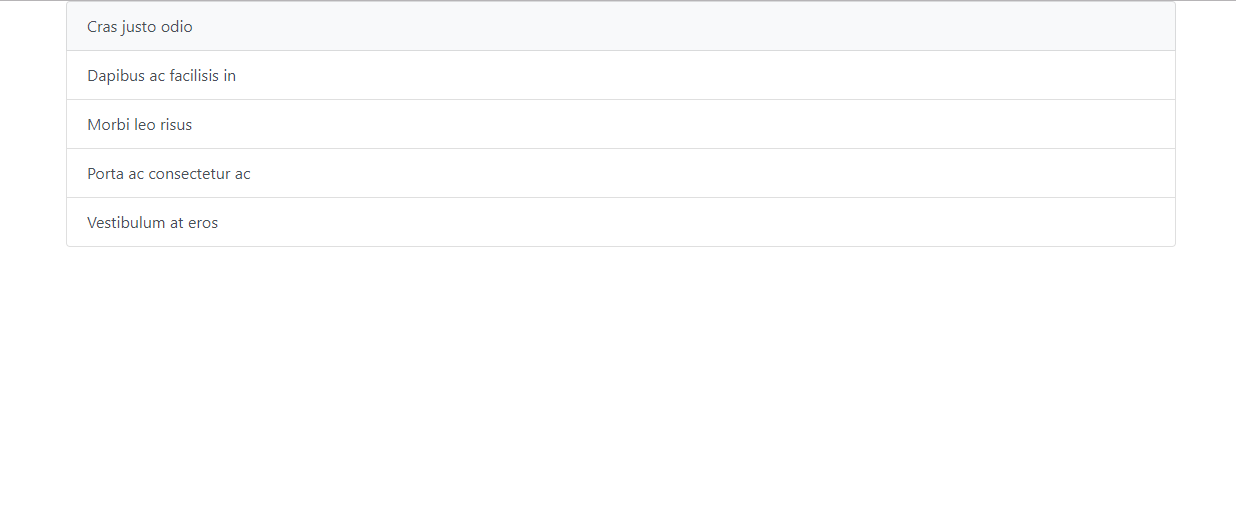 Cras justo odio
Dapibus ac facilisis in
Morbi leo risus
Porta ac consectetur ac
Vestibulum at eros